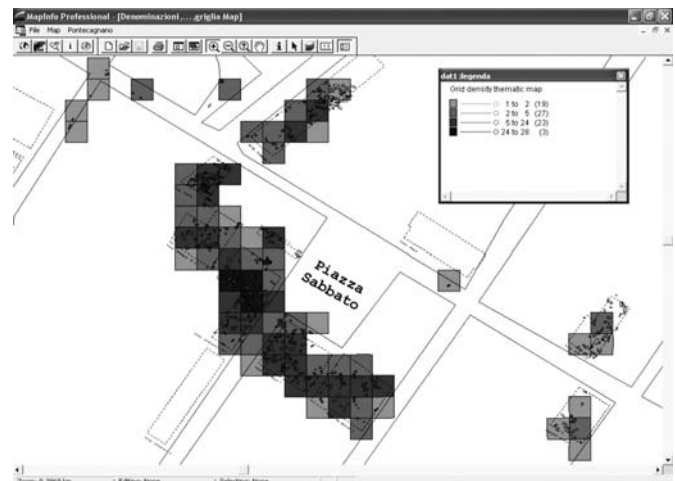 MapInfo Professional - [Denominazioni,. . . .griglia Map]
File Map Pontecagnano
dat1:legenda
Grid density thematic map
1 to 2 (19)
2 to 5 (27)
5 to 24 (23)
24 to 28 (3)
Piazza
Sabbato